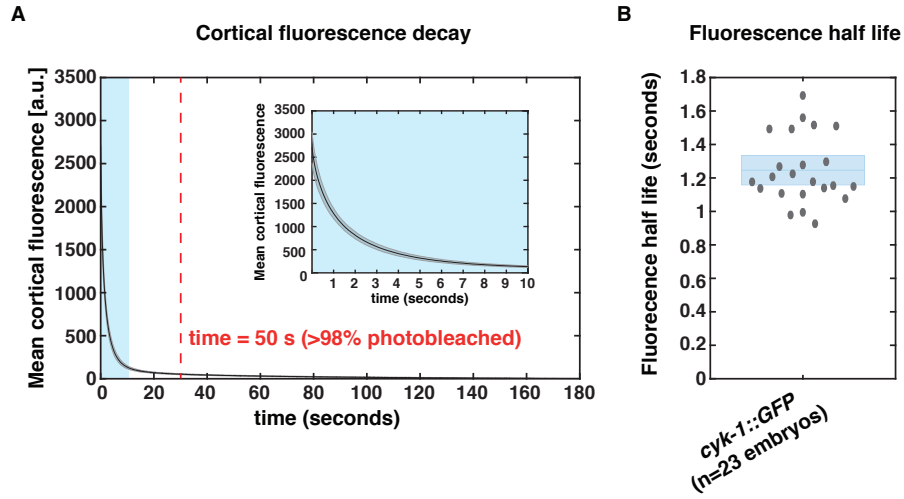 A
Cortical fluorescence decay
Mean cortical fluorescence [a.u.]
3500
3000
2500
2000
1500
1000
500
0
0 20 40 60 80 100 120 140 160 180
time (seconds)
time = 50 s (>98% photobleached)
Mean cortical fluorescence
3500
3000
2500
2000
1500
1000
500
0
1 2 3 4 5 6 7 8 9 10
time (seconds)
B
Fluorescence half life
Fluorecence half life (seconds)
1.8
1.6
1.4
1.2
1
0.8
0.6
0.4
0.2
0
cyk-1::GFP
(n=23 embryos)